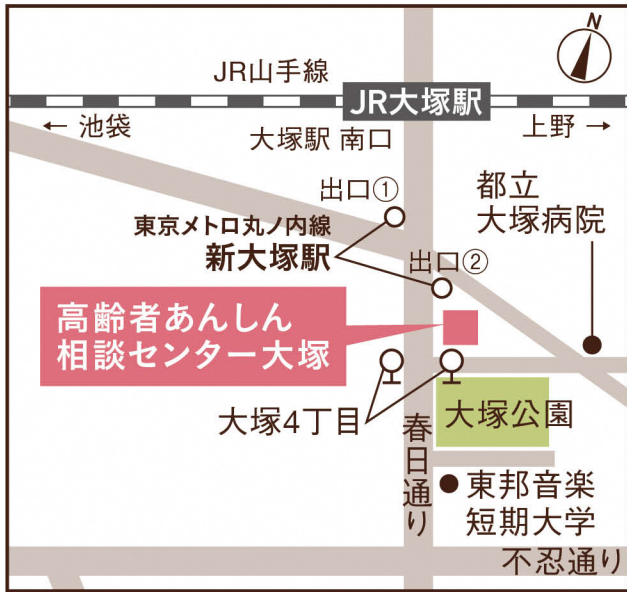 N
JR山手線
JR大塚駅
← 池袋
上野 →
大塚駅 南口
出口①
都立
大塚病院
東京メトロ丸ノ内線
新大塚駅
出口②
高齢者あんしん
相談センター大塚
大塚4丁目
大塚公園
春日通り
東邦音楽
短期大学
不忍通り